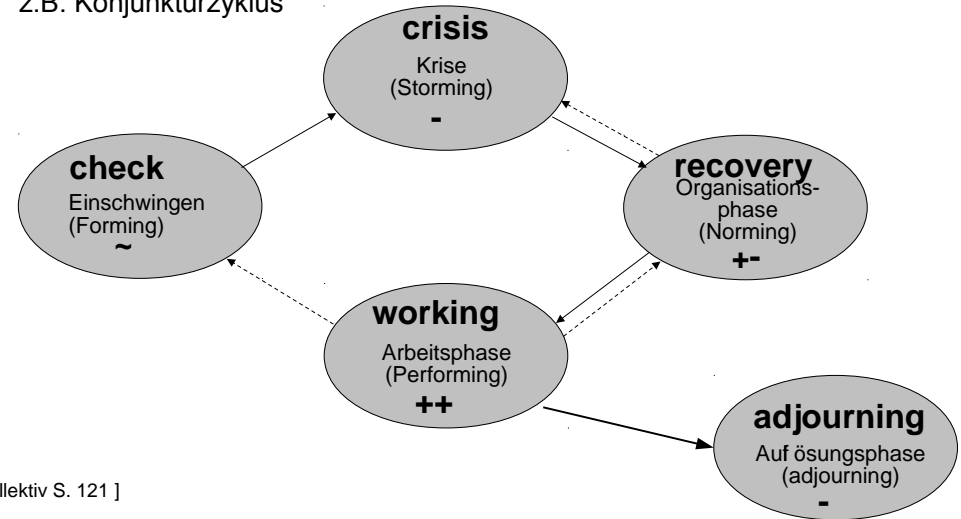 z.B. Konjunkturzyklus
crisis
Krise
(Storming)
-
check
Einschwingen
(Forming)
~
recovery
Organisations-
phase
(Norming)
+-
working
Arbeitsphase
(Performing)
++
adjourning
Auf ösungsphase
(adjourning)
-
llektiv S. 121 ]